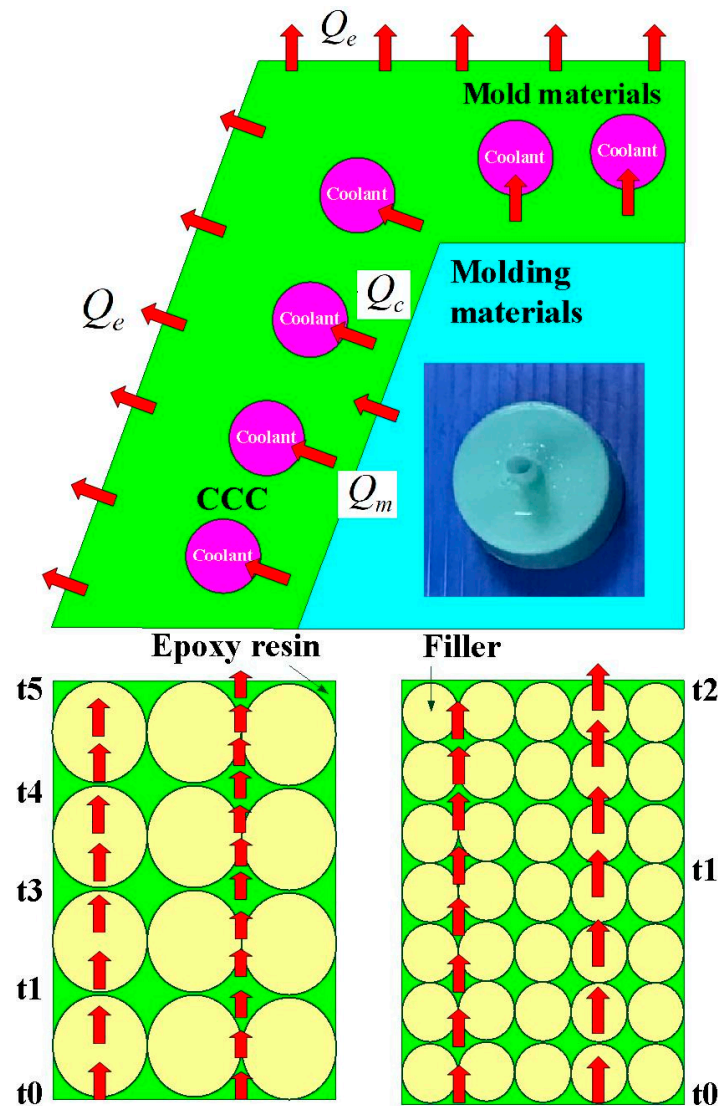 Qe
Mold materials
Coolant
Coolant
Coolant
Molding
materials
Qc
Coolant
Qe
Coolant
Qm
CCC
Coolant
Epoxy resin
Filler
t5
t4
t3
t1
t0
t2
t1
t0